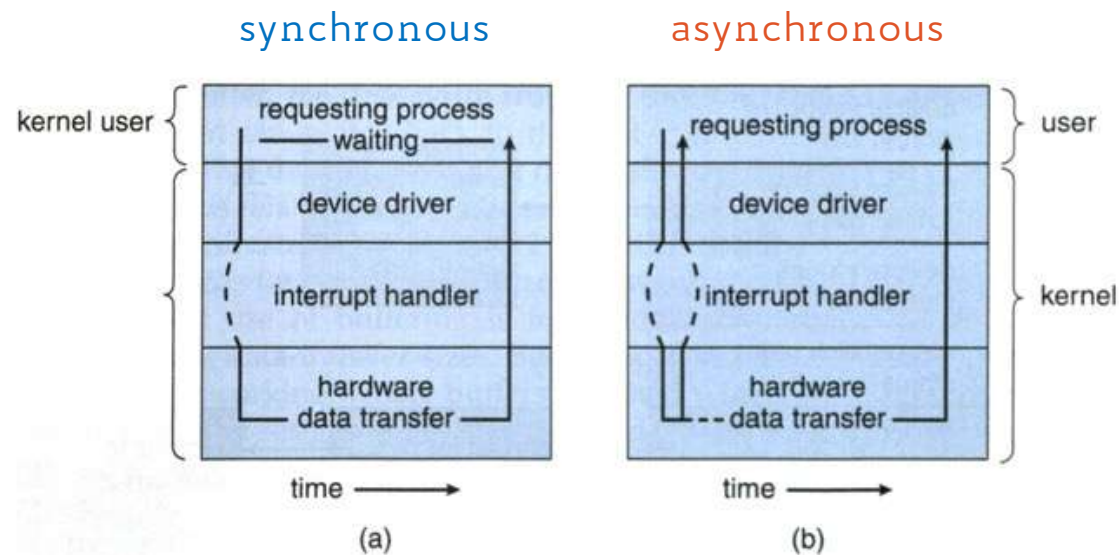 synchronous
asynchronous
kernel user
requesting process
waiting
device driver
interrupt handler
hardware
data transfer
time
(a)
requesting process
user
device driver
interrupt handler
kernel
hardware
data transfer
time
(b)